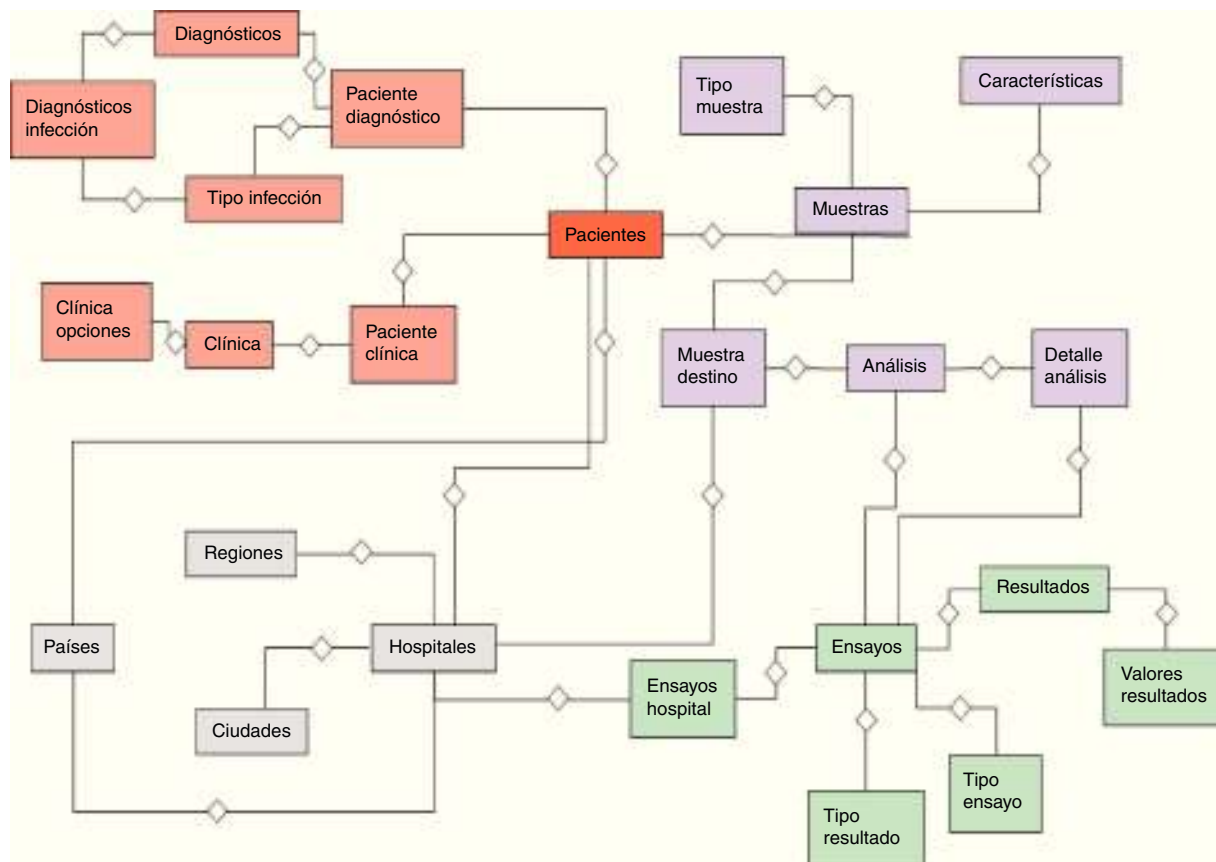 Diagnósticos
Diagnósticos
infección
Paciente
diagnóstico
Tipo infección
Tipo
muestra
Características
Muestras
Pacientes
Clínica
opciones
Clínica
Paciente
clínica
Muestra
destino
Análisis
Detalle
análisis
Regiones
Países
Hospitales
Ciudades
Ensayos
hospital
Ensayos
Resultados
Valores
resultados
Tipo
ensayo
Tipo
resultado